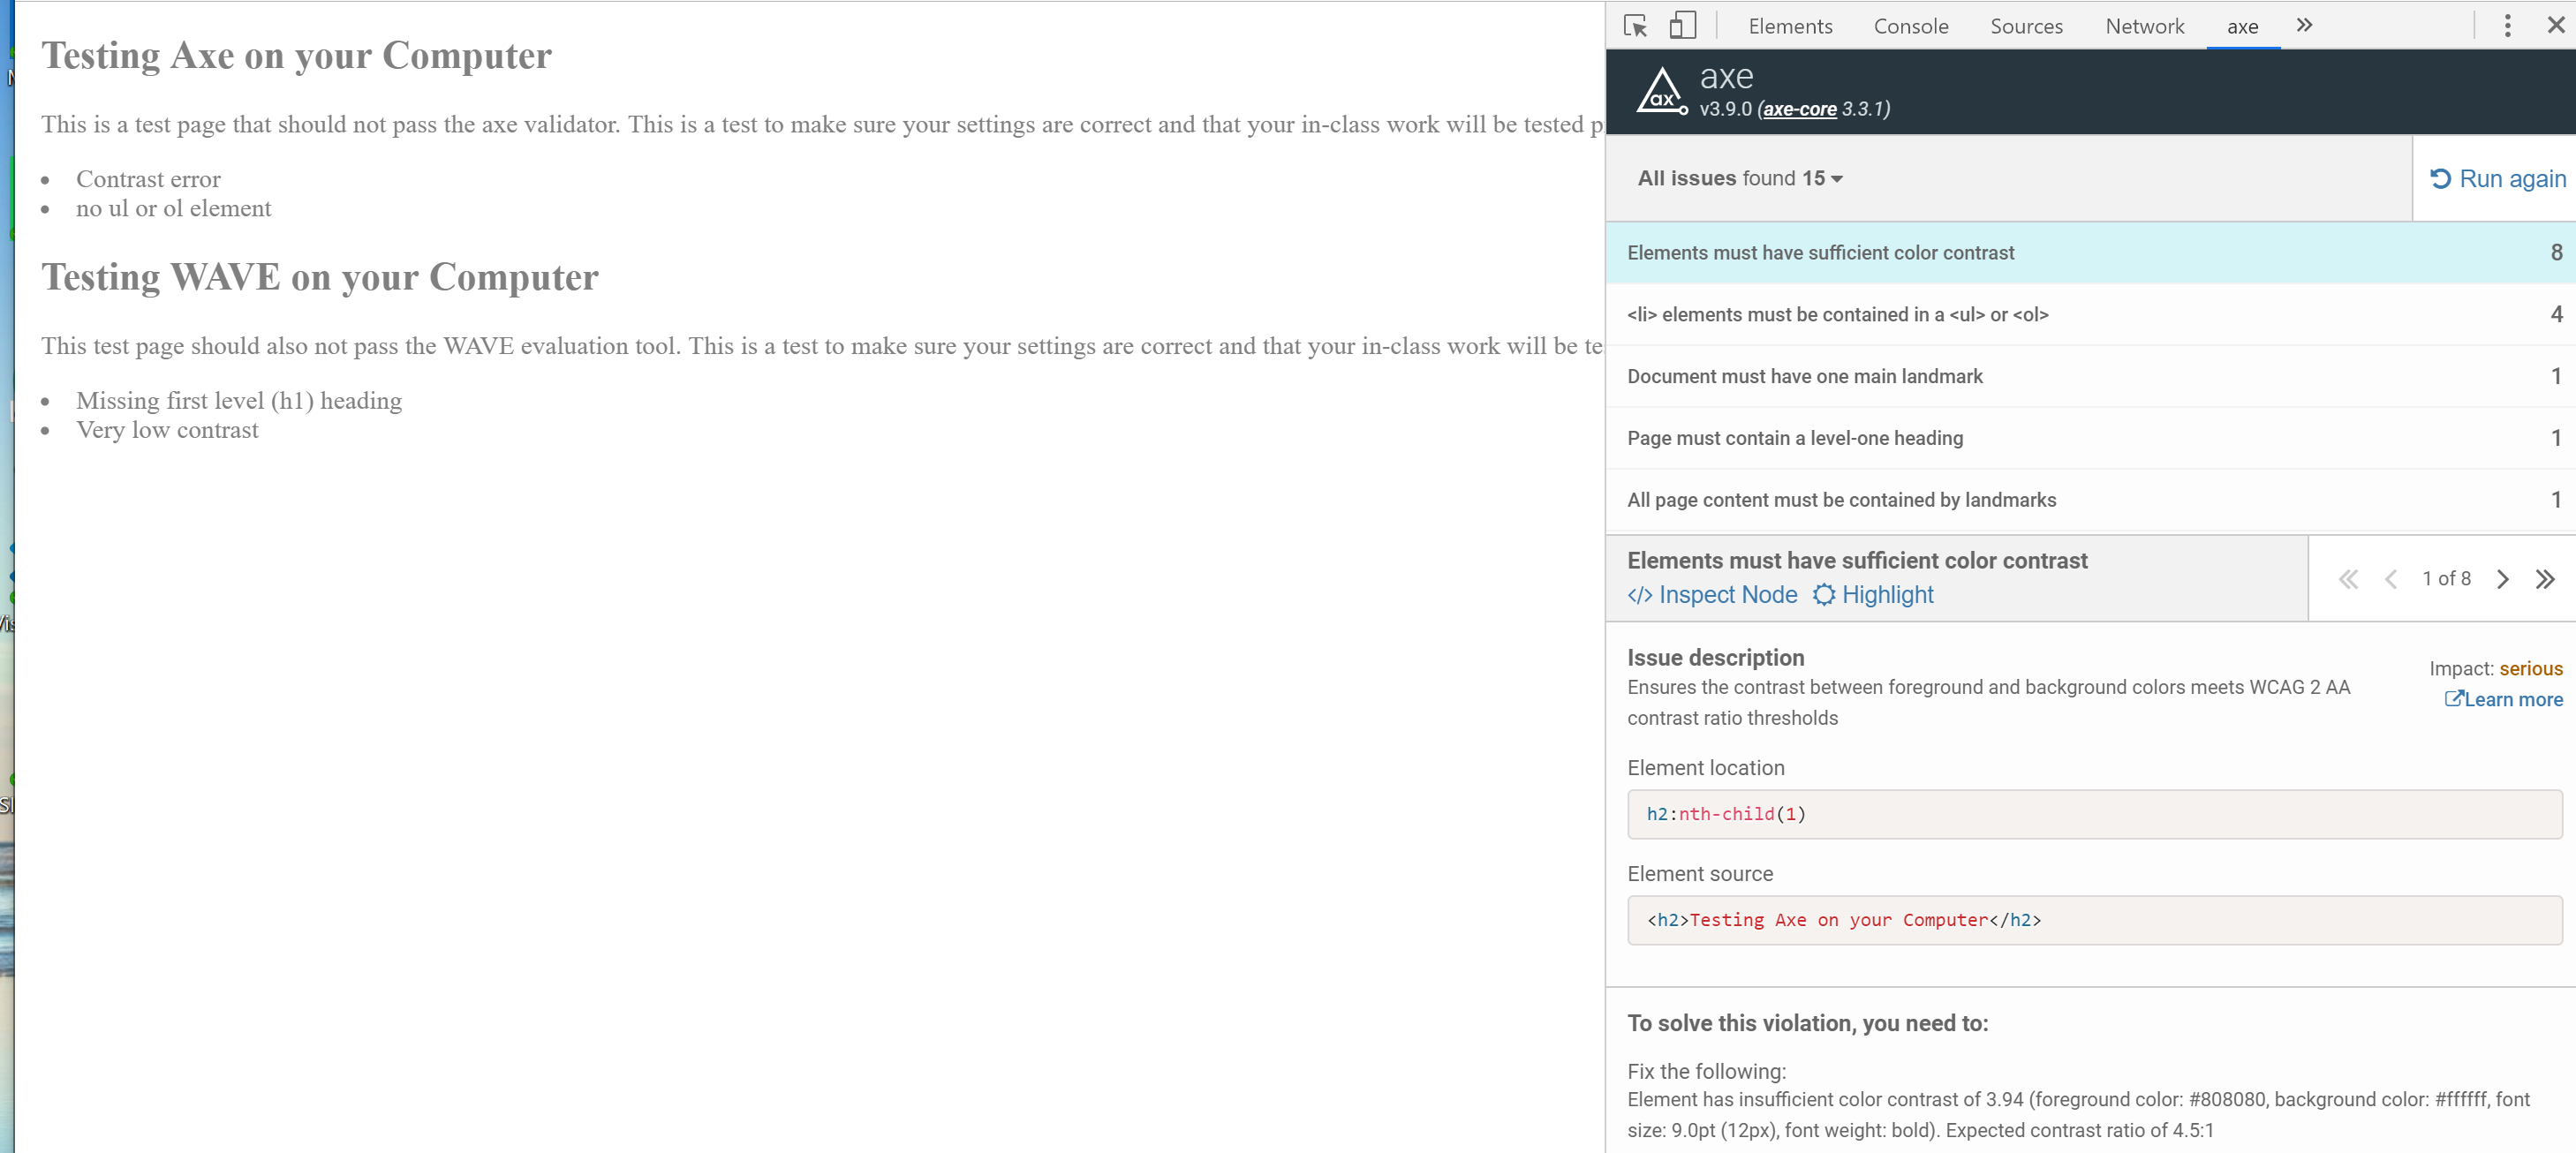 Testing Axe on your Computer
This is a test page that should not pass the axe validator. This is a test to make sure your settings are correct and that your in-class work will be tested p
• Contrast error
• no ul or ol element
Testing WAVE on your Computer
This test page should also not pass the WAVE evaluation tool. This is a test to make sure your settings are correct and that your in-class work will be te
• Missing first level (h1) heading
• Very low contrast
Elements Console Sources Network axe
ax
axe
v3.9.0 (axe-core 3.3.1)
All issues found 15
Run again
Elements must have sufficient color contrast 8
<li> elements must be contained in a <ul> or <ol> 4
Document must have one main landmark 1
Page must contain a level-one heading 1
All page content must be contained by landmarks 1
Elements must have sufficient color contrast
</> Inspect Node Highlight
1 of 8
Issue description
Impact: serious
Ensures the contrast between foreground and background colors meets WCAG 2 AA
contrast ratio thresholds
Learn more
Element location
h2:nth-child(1)
Element source
<h2>Testing Axe on your Computer</h2>
To solve this violation, you need to:
Fix the following:
Element has insufficient color contrast of 3.94 (foreground color: #808080, background color: #ffffff, font
size: 9.0pt (12px), font weight: bold). Expected contrast ratio of 4.5:1